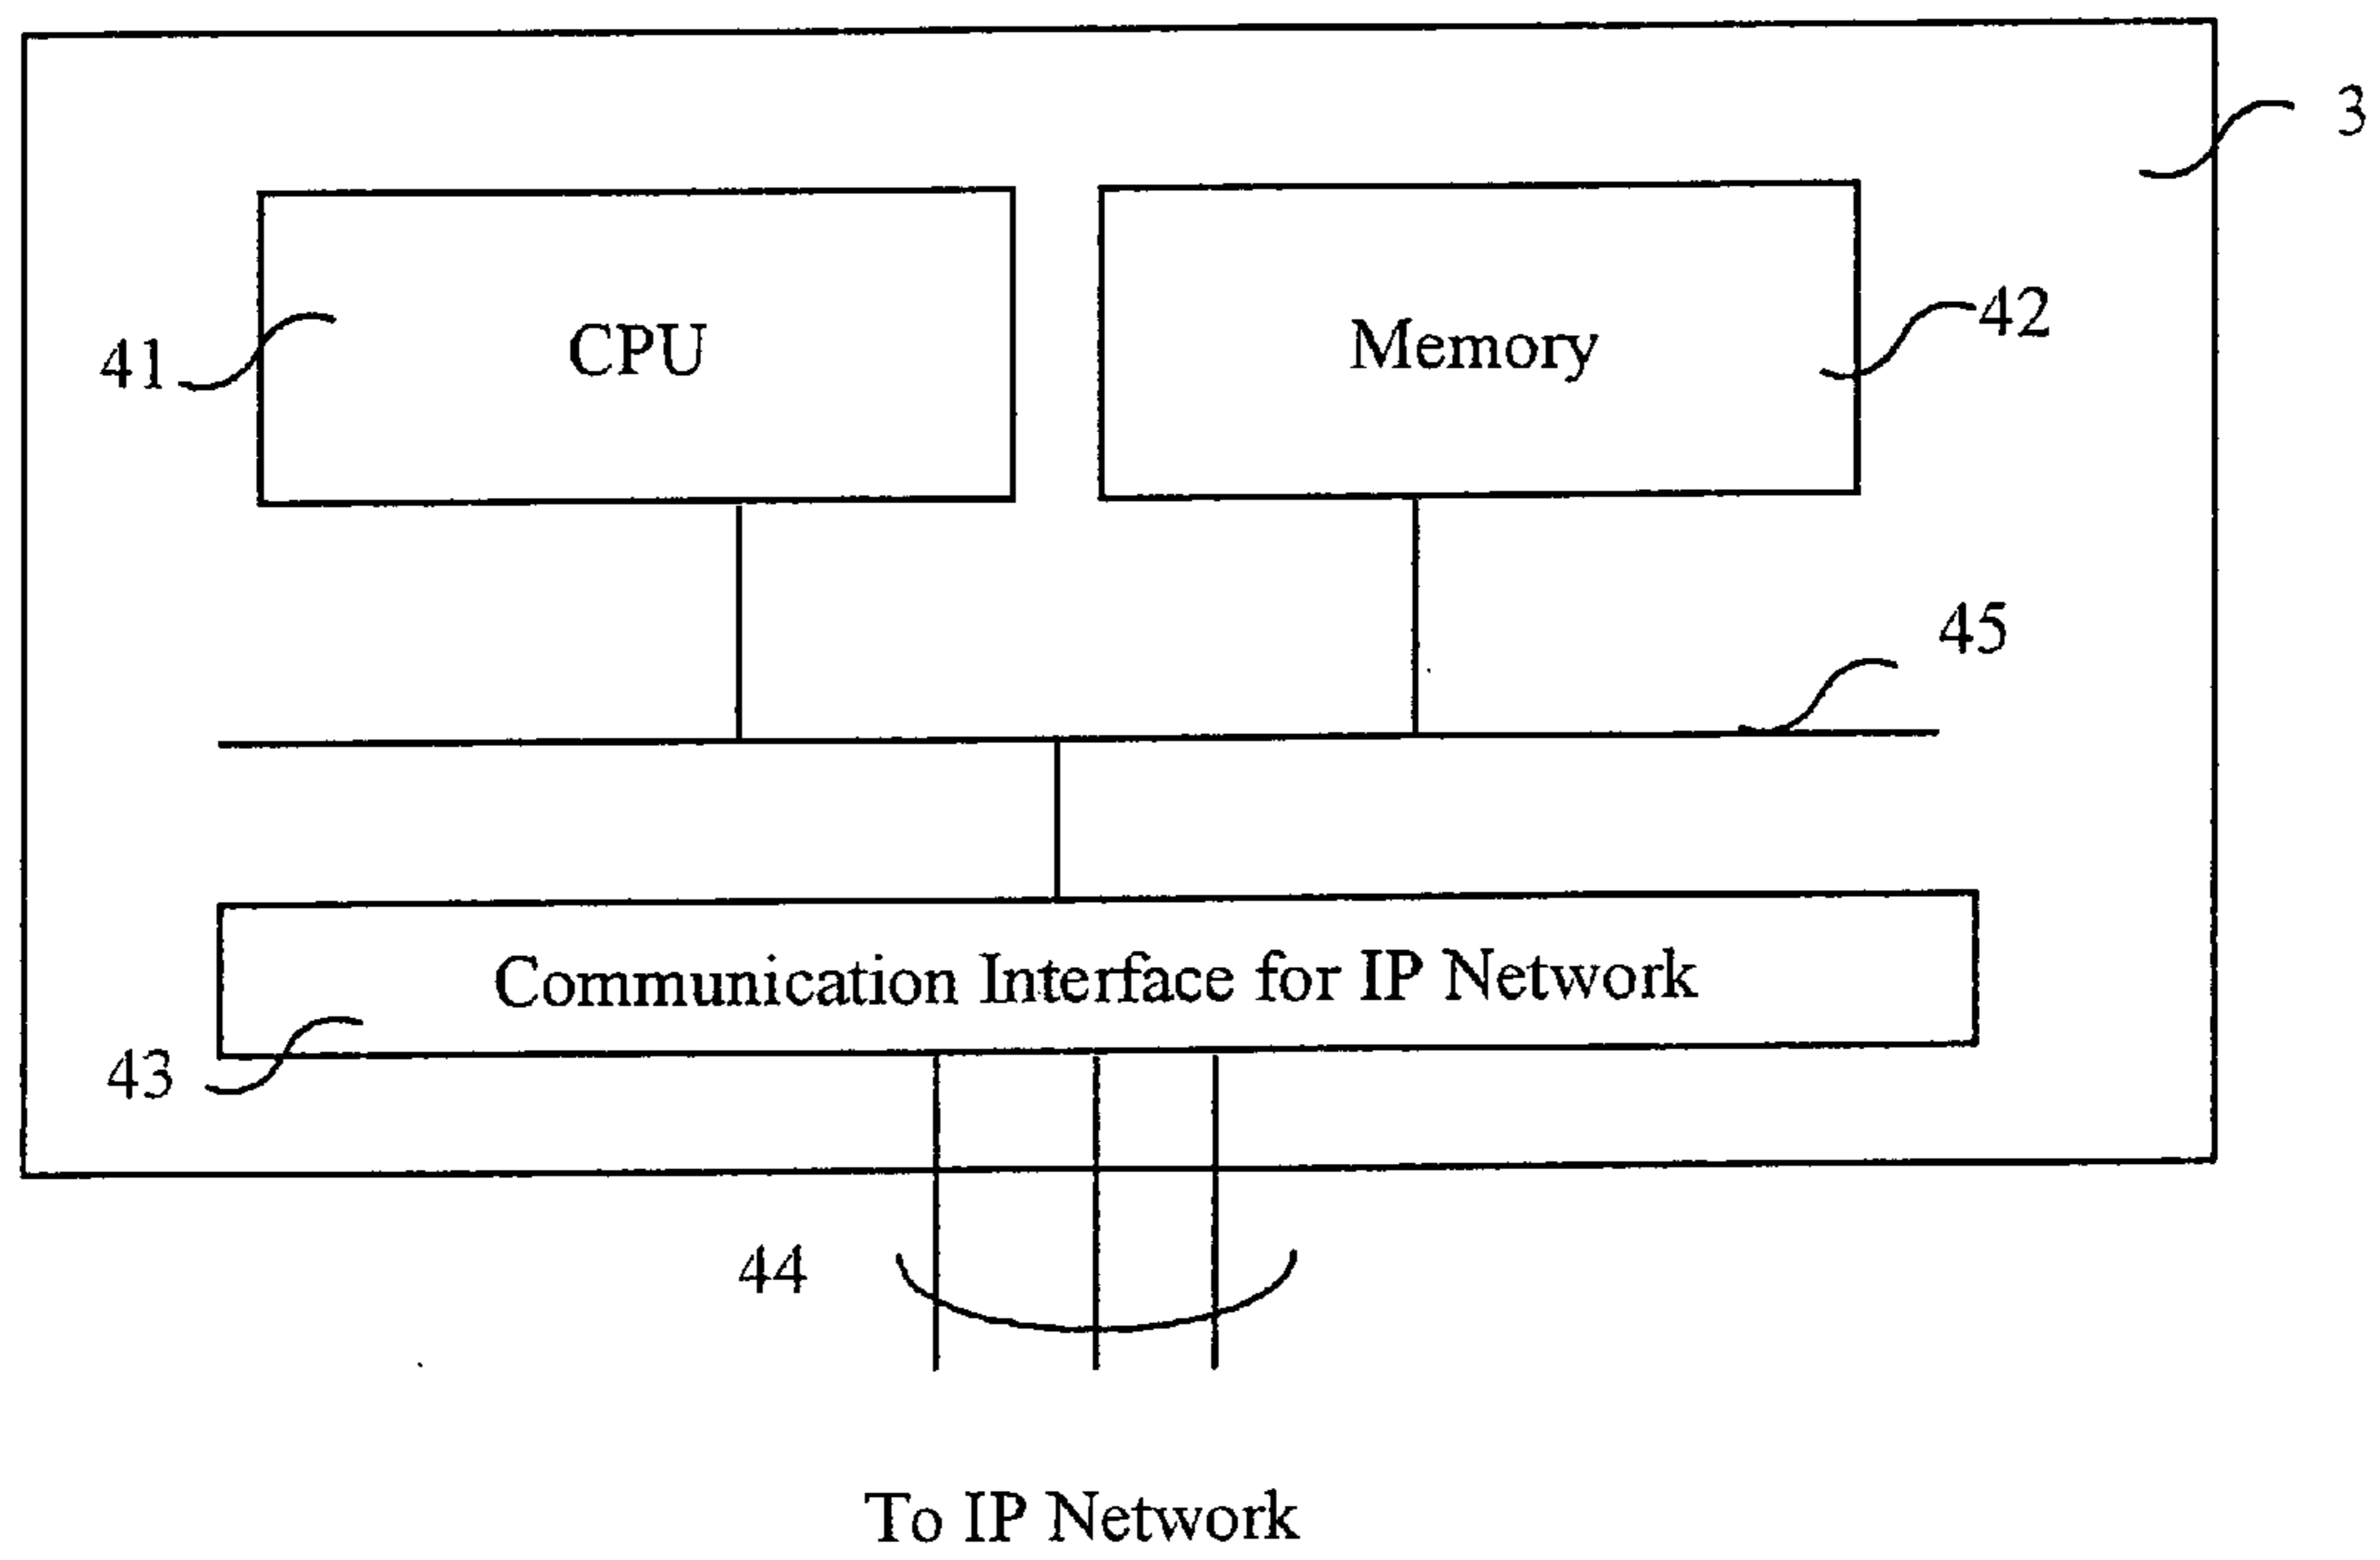 3
CPU
Memory
41
42
45
Communication Interface for IP Network
43
44
To IP Network